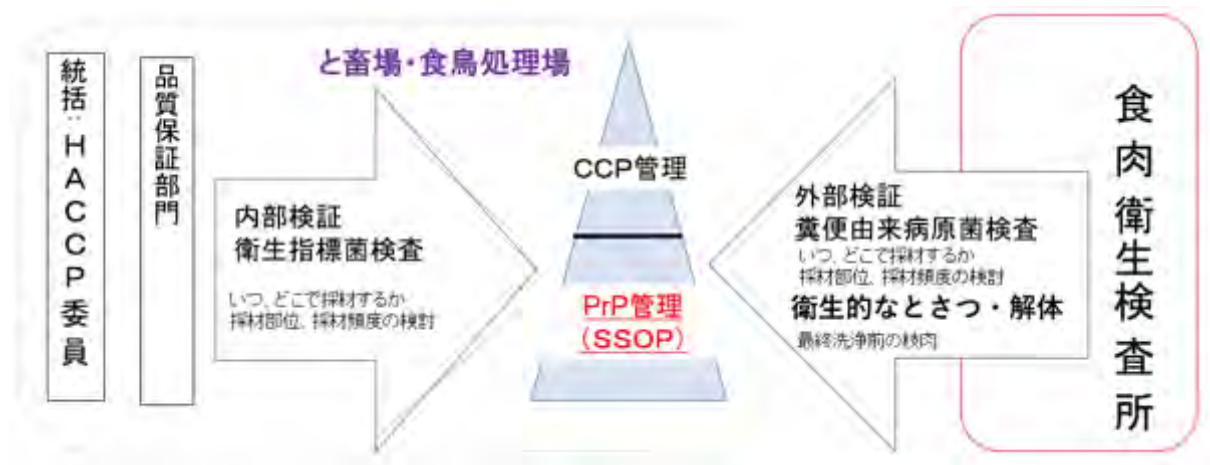 統括：HACCP委員
品質保証部門
と畜場・食鳥処理場
内部検証
衛生指標菌検査
いつ、どこで採材するか
採材部位、採材頻度の検討
CCP管理
PrP管理
(SSOP)
外部検証
糞便由来病原菌検査
いつ、どこで採材するか
採材部位、採材頻度の検討
衛生的なとさつ・解体
最終洗浄前の枝肉
食肉衛生検査所